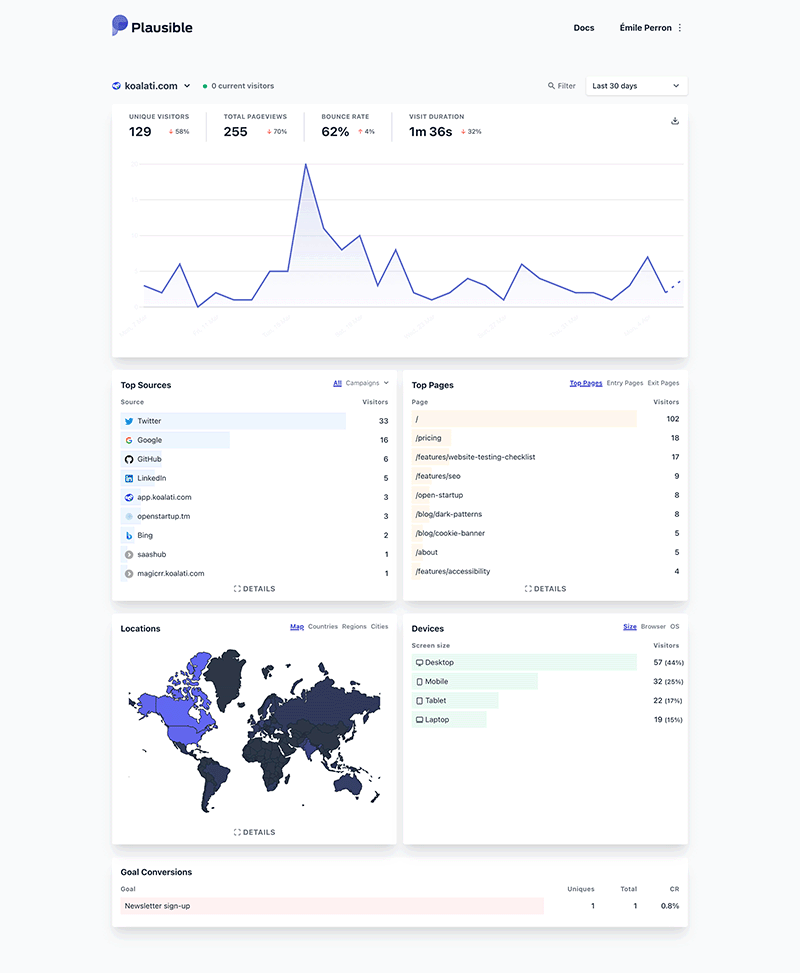 Plausible
Docs Émile Perron
koalati.com 0 current visitors Filter Last 30 days
UNIQUE VISITORS TOTAL PAGEVIEWS BOUNCE RATE VISIT DURATION
129 ↓ 58% 255 ↓ 70% 62% ↑ 4% 1m 36s ↓ 32%
Top Sources All Campaigns
Source Visitors
Twitter 33
Google 16
GitHub 6
LinkedIn 5
app.koalati.com 3
openstartup.tm 3
Bing 2
saashub 1
magicrr.koalati.com 1
DETAILS
Top Pages Top Pages Entry Pages Exit Pages
Page Visitors
/ 102
/pricing 18
/features/website-testing-checklist 17
/features/seo 9
/open-startup 8
/blog/dark-patterns 8
/blog/cookie-banner 5
/about 5
/features/accessibility 4
DETAILS
Locations Map Countries Regions Cities
DETAILS
Devices Size Browser OS
Screen size Visitors
Desktop 57 (44%)
Mobile 32 (25%)
Tablet 22 (17%)
Laptop 19 (15%)
Goal Conversions
Goal Uniques Total CR
Newsletter sign-up 1 1 0.8%